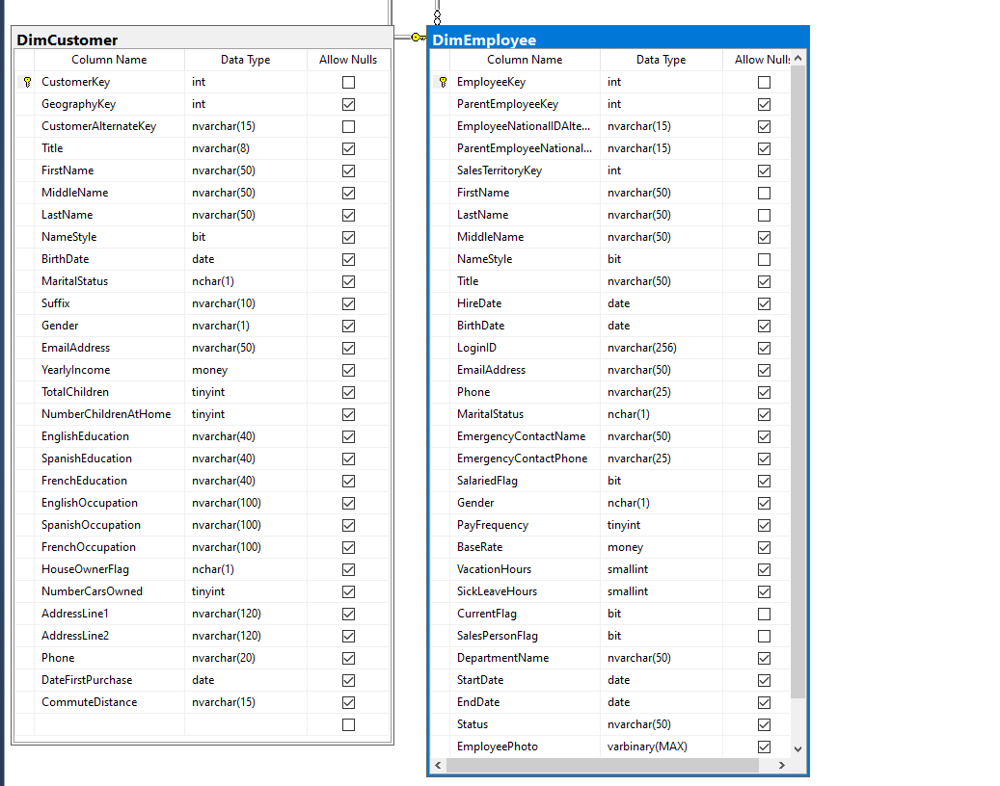 DimCustomer
Column Name Data Type Allow Nulls
CustomerKey int
GeographyKey int
CustomerAlternateKey nvarchar(15)
Title nvarchar(8)
FirstName nvarchar(50)
MiddleName nvarchar(50)
LastName nvarchar(50)
NameStyle bit
BirthDate date
MaritalStatus nchar(1)
Suffix nvarchar(10)
Gender nvarchar(1)
EmailAddress nvarchar(50)
YearlyIncome money
TotalChildren tinyint
NumberChildrenAtHome tinyint
EnglishEducation nvarchar(40)
SpanishEducation nvarchar(40)
FrenchEducation nvarchar(40)
EnglishOccupation nvarchar(100)
SpanishOccupation nvarchar(100)
FrenchOccupation nvarchar(100)
HouseOwnerFlag nchar(1)
NumberCarsOwned tinyint
AddressLine1 nvarchar(120)
AddressLine2 nvarchar(120)
Phone nvarchar(20)
DateFirstPurchase date
CommuteDistance nvarchar(15)
DimEmployee
Column Name Data Type Allow Nulls
EmployeeKey int
ParentEmployeeKey int
EmployeeNationalIDAlte... nvarchar(15)
ParentEmployeeNational... nvarchar(15)
SalesTerritoryKey int
FirstName nvarchar(50)
LastName nvarchar(50)
MiddleName nvarchar(50)
NameStyle bit
Title nvarchar(50)
HireDate date
BirthDate date
LoginID nvarchar(256)
EmailAddress nvarchar(50)
Phone nvarchar(25)
MaritalStatus nchar(1)
EmergencyContactName nvarchar(50)
EmergencyContactPhone nvarchar(25)
SalariedFlag bit
Gender nchar(1)
PayFrequency tinyint
BaseRate money
VacationHours smallint
SickLeaveHours smallint
CurrentFlag bit
SalesPersonFlag bit
DepartmentName nvarchar(50)
StartDate date
EndDate date
Status nvarchar(50)
EmployeePhoto varbinary(MAX)